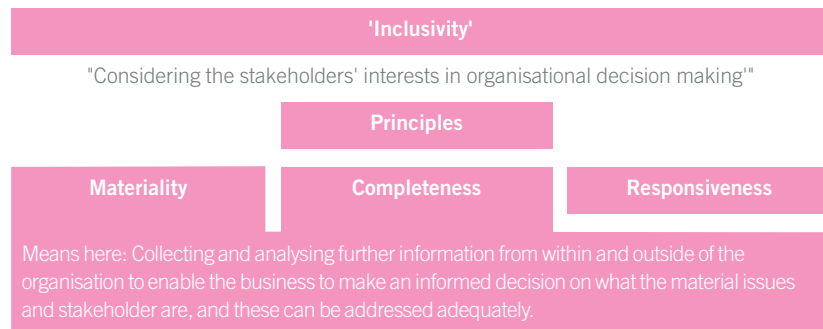 'Inclusivity'
"Considering the stakeholders' interests in organisational decision making'"
Principles
Materiality
Completeness
Responsiveness
Means here: Collecting and analysing further information from within and outside of the
organisation to enable the business to make an informed decision on what the material issues
and stakeholder are, and these can be addressed adequately.